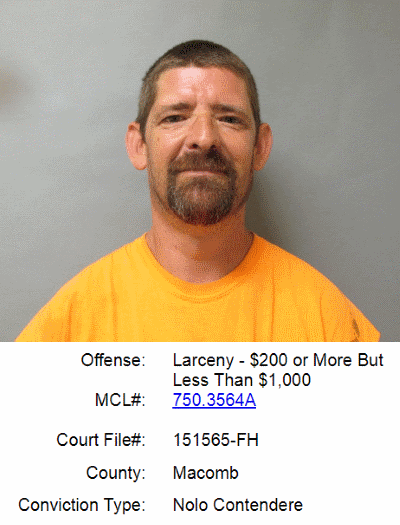 Offense: Larceny - $200 or More But
Less Than $1,000
MCL#: 750.3564A
Court File#: 151565-FH
County: Macomb
Conviction Type: Nolo Contendere